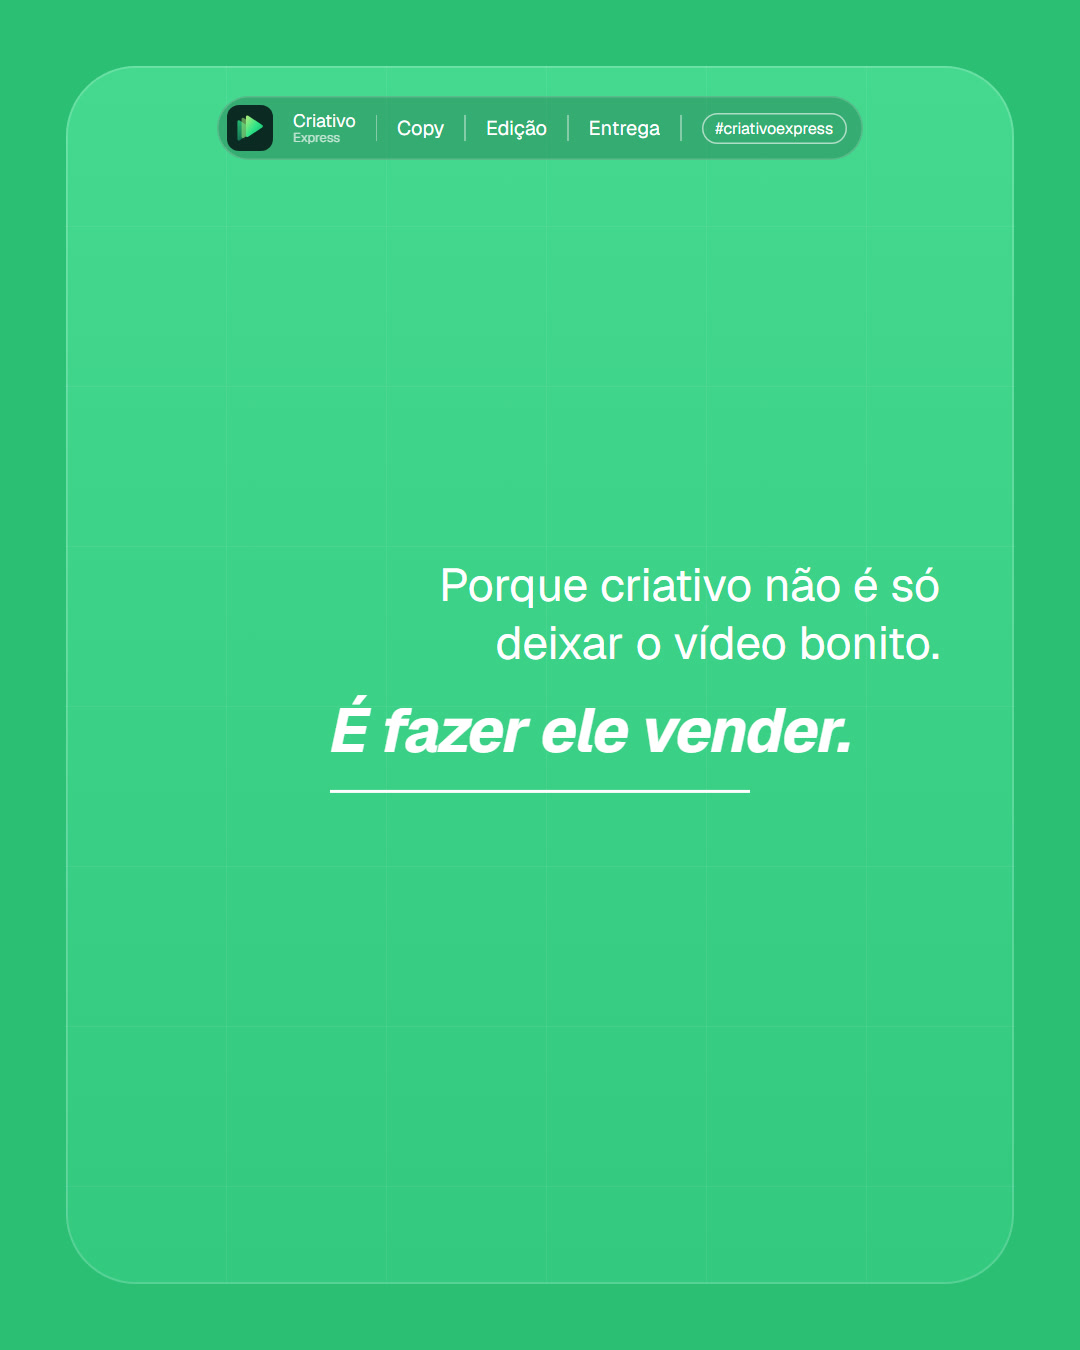 Criativo
Express
Copy
Edição
Entrega
#criativoexpress
Porque criativo não é só
deixar o vídeo bonito.
É fazer ele vender.